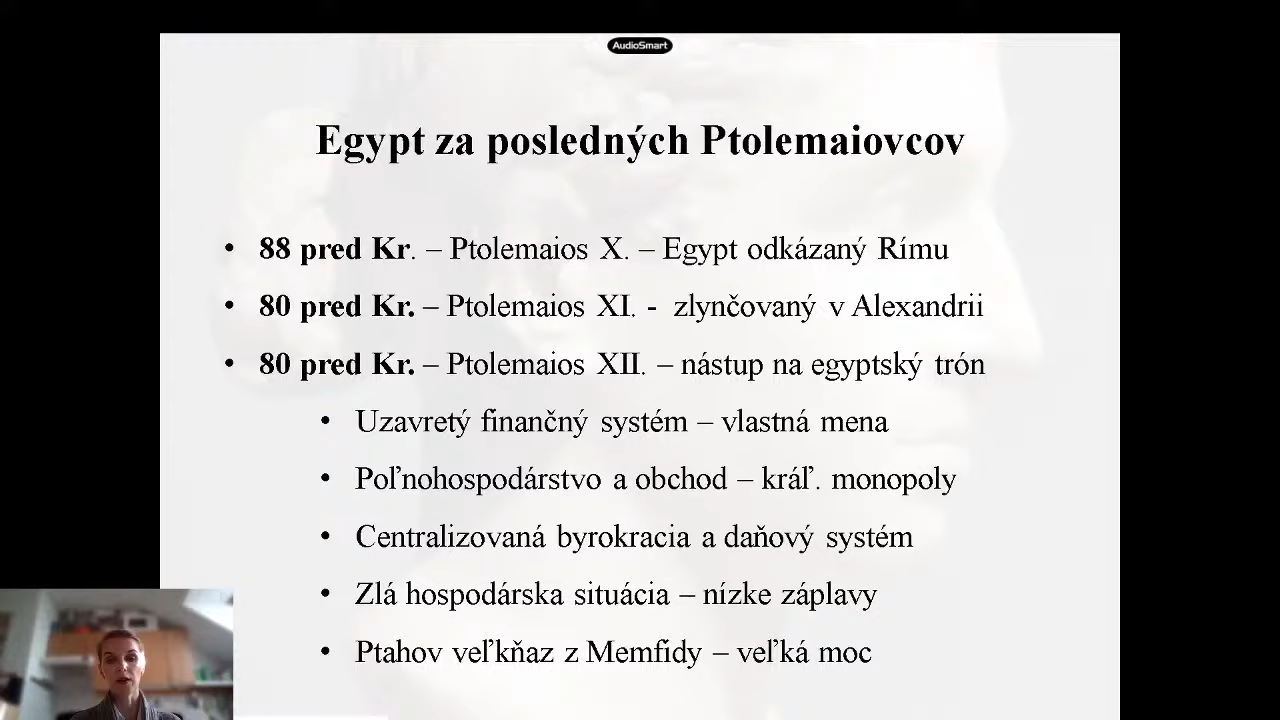 AudioSmart
Egypt za posledných Ptolemaiovcov
• 88 pred Kr. – Ptolemaios X. – Egypt odkázaný Rímu
• 80 pred Kr. – Ptolemaios XI. - zlynčovaný v Alexandrii
• 80 pred Kr. – Ptolemaios XII. – nástup na egyptský trón
• Uzavretý finančný systém – vlastná mena
• Poľnohospodárstvo a obchod – kráľ. monopoly
• Centralizovaná byrokracia a daňový systém
• Zlá hospodárska situácia – nízke záplavy
• Ptahov veľkňaz z Memfidy – veľká moc